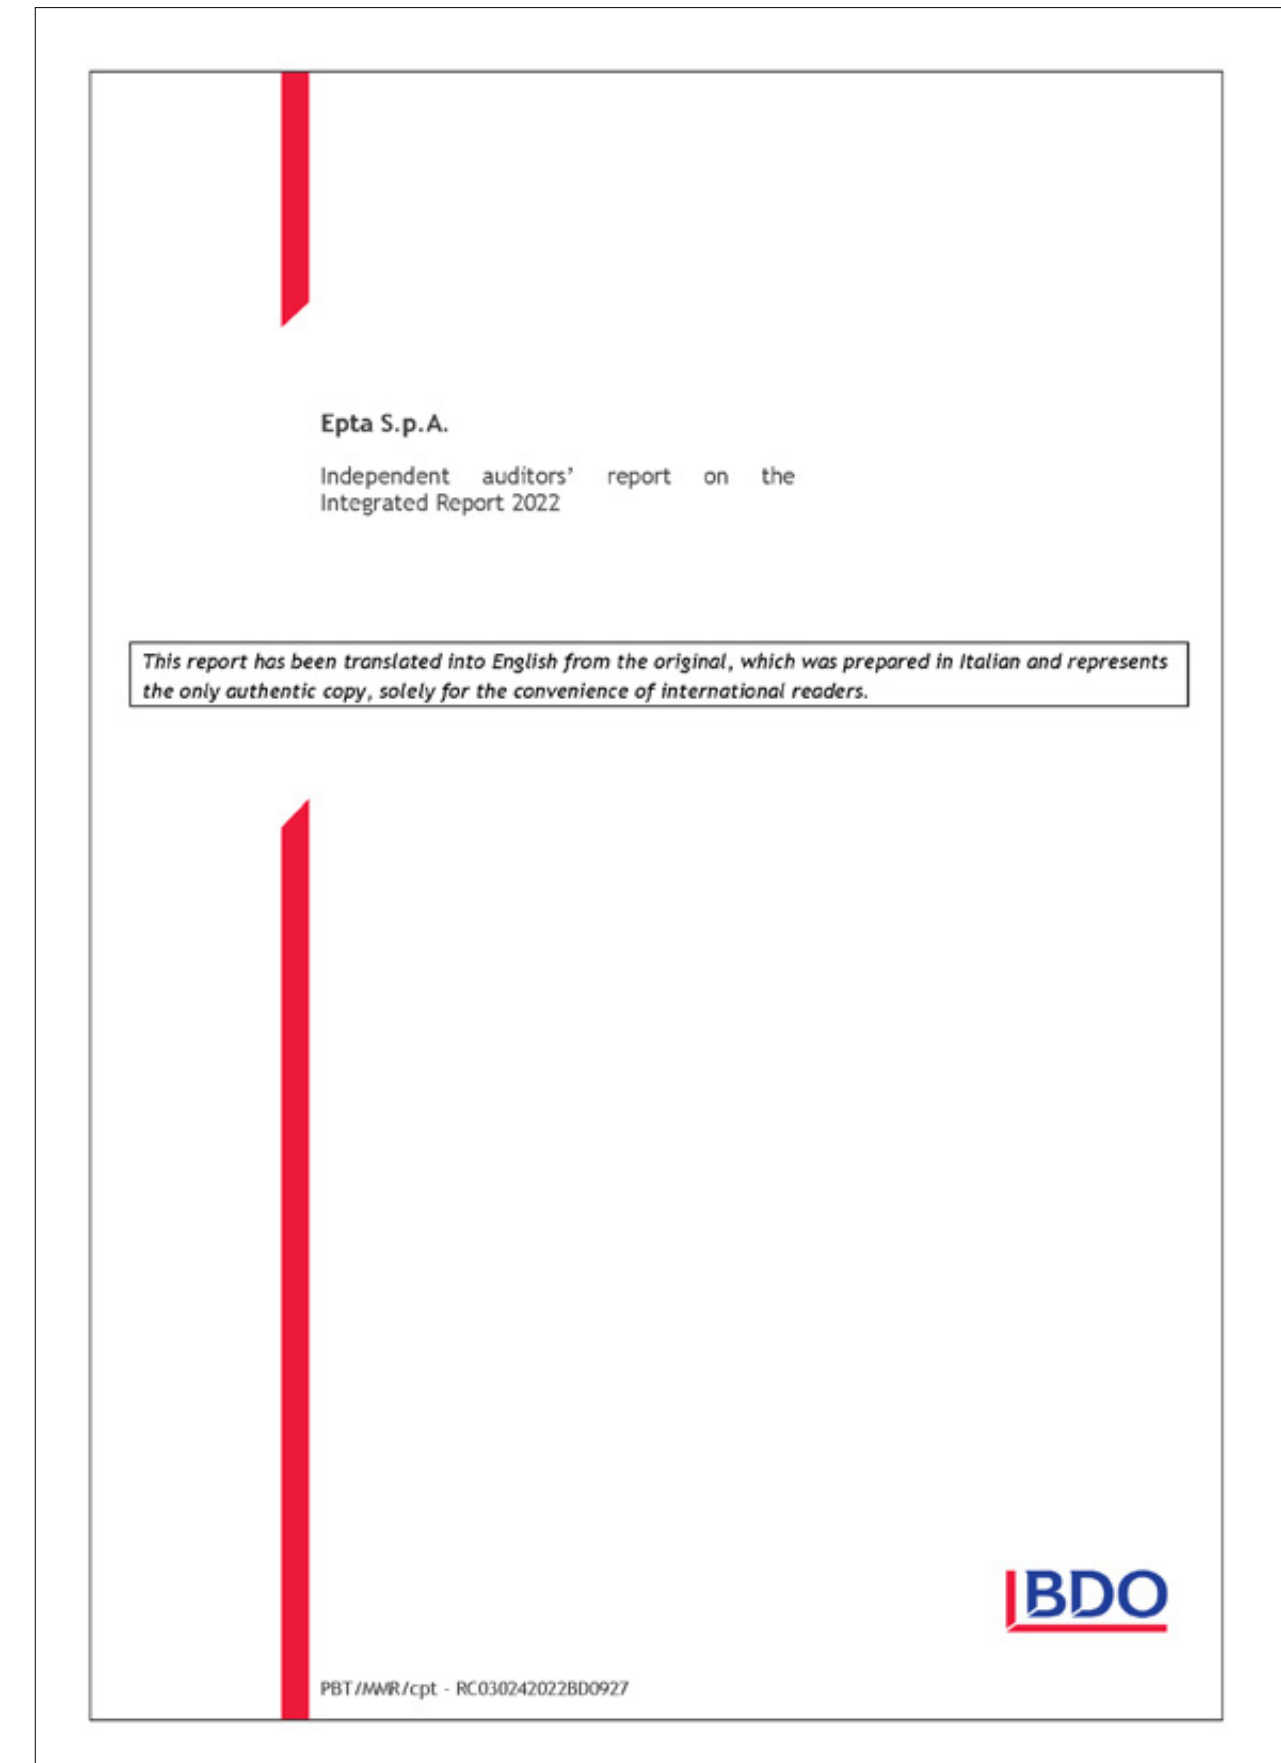 Epta S.p.A.
Independent auditors' report on the
Integrated Report 2022
This report has been translated into English from the original, which was prepared in Italian and represents
the only authentic copy, solely for the convenience of international readers.
BDO
PBT/MMR/cpt - RC030242022BD0927